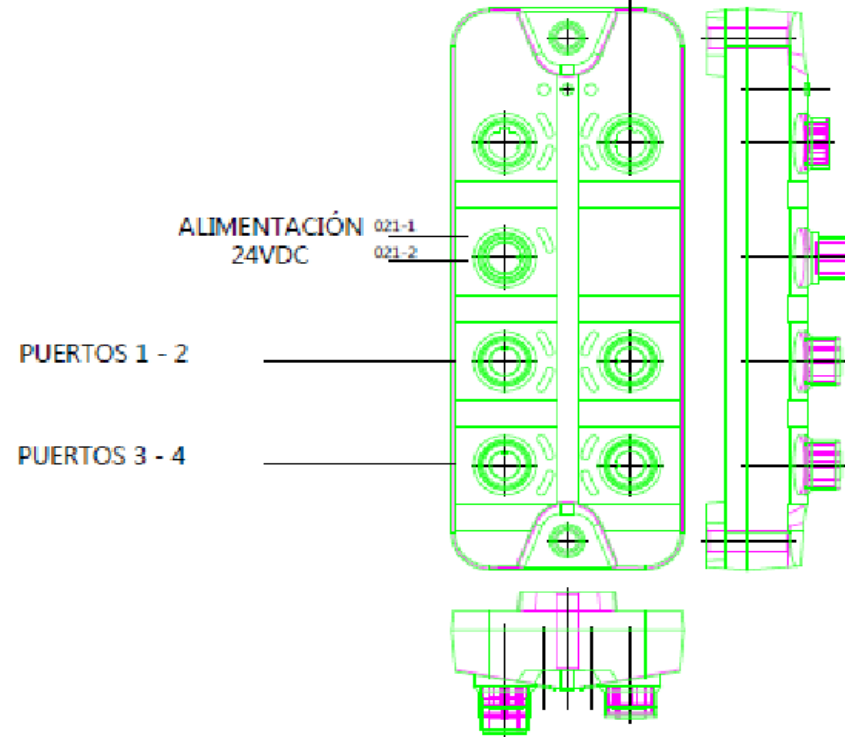 ALIMENTACIÓN 021-1
24VDC 021-2
PUERTOS 1 - 2
PUERTOS 3 - 4